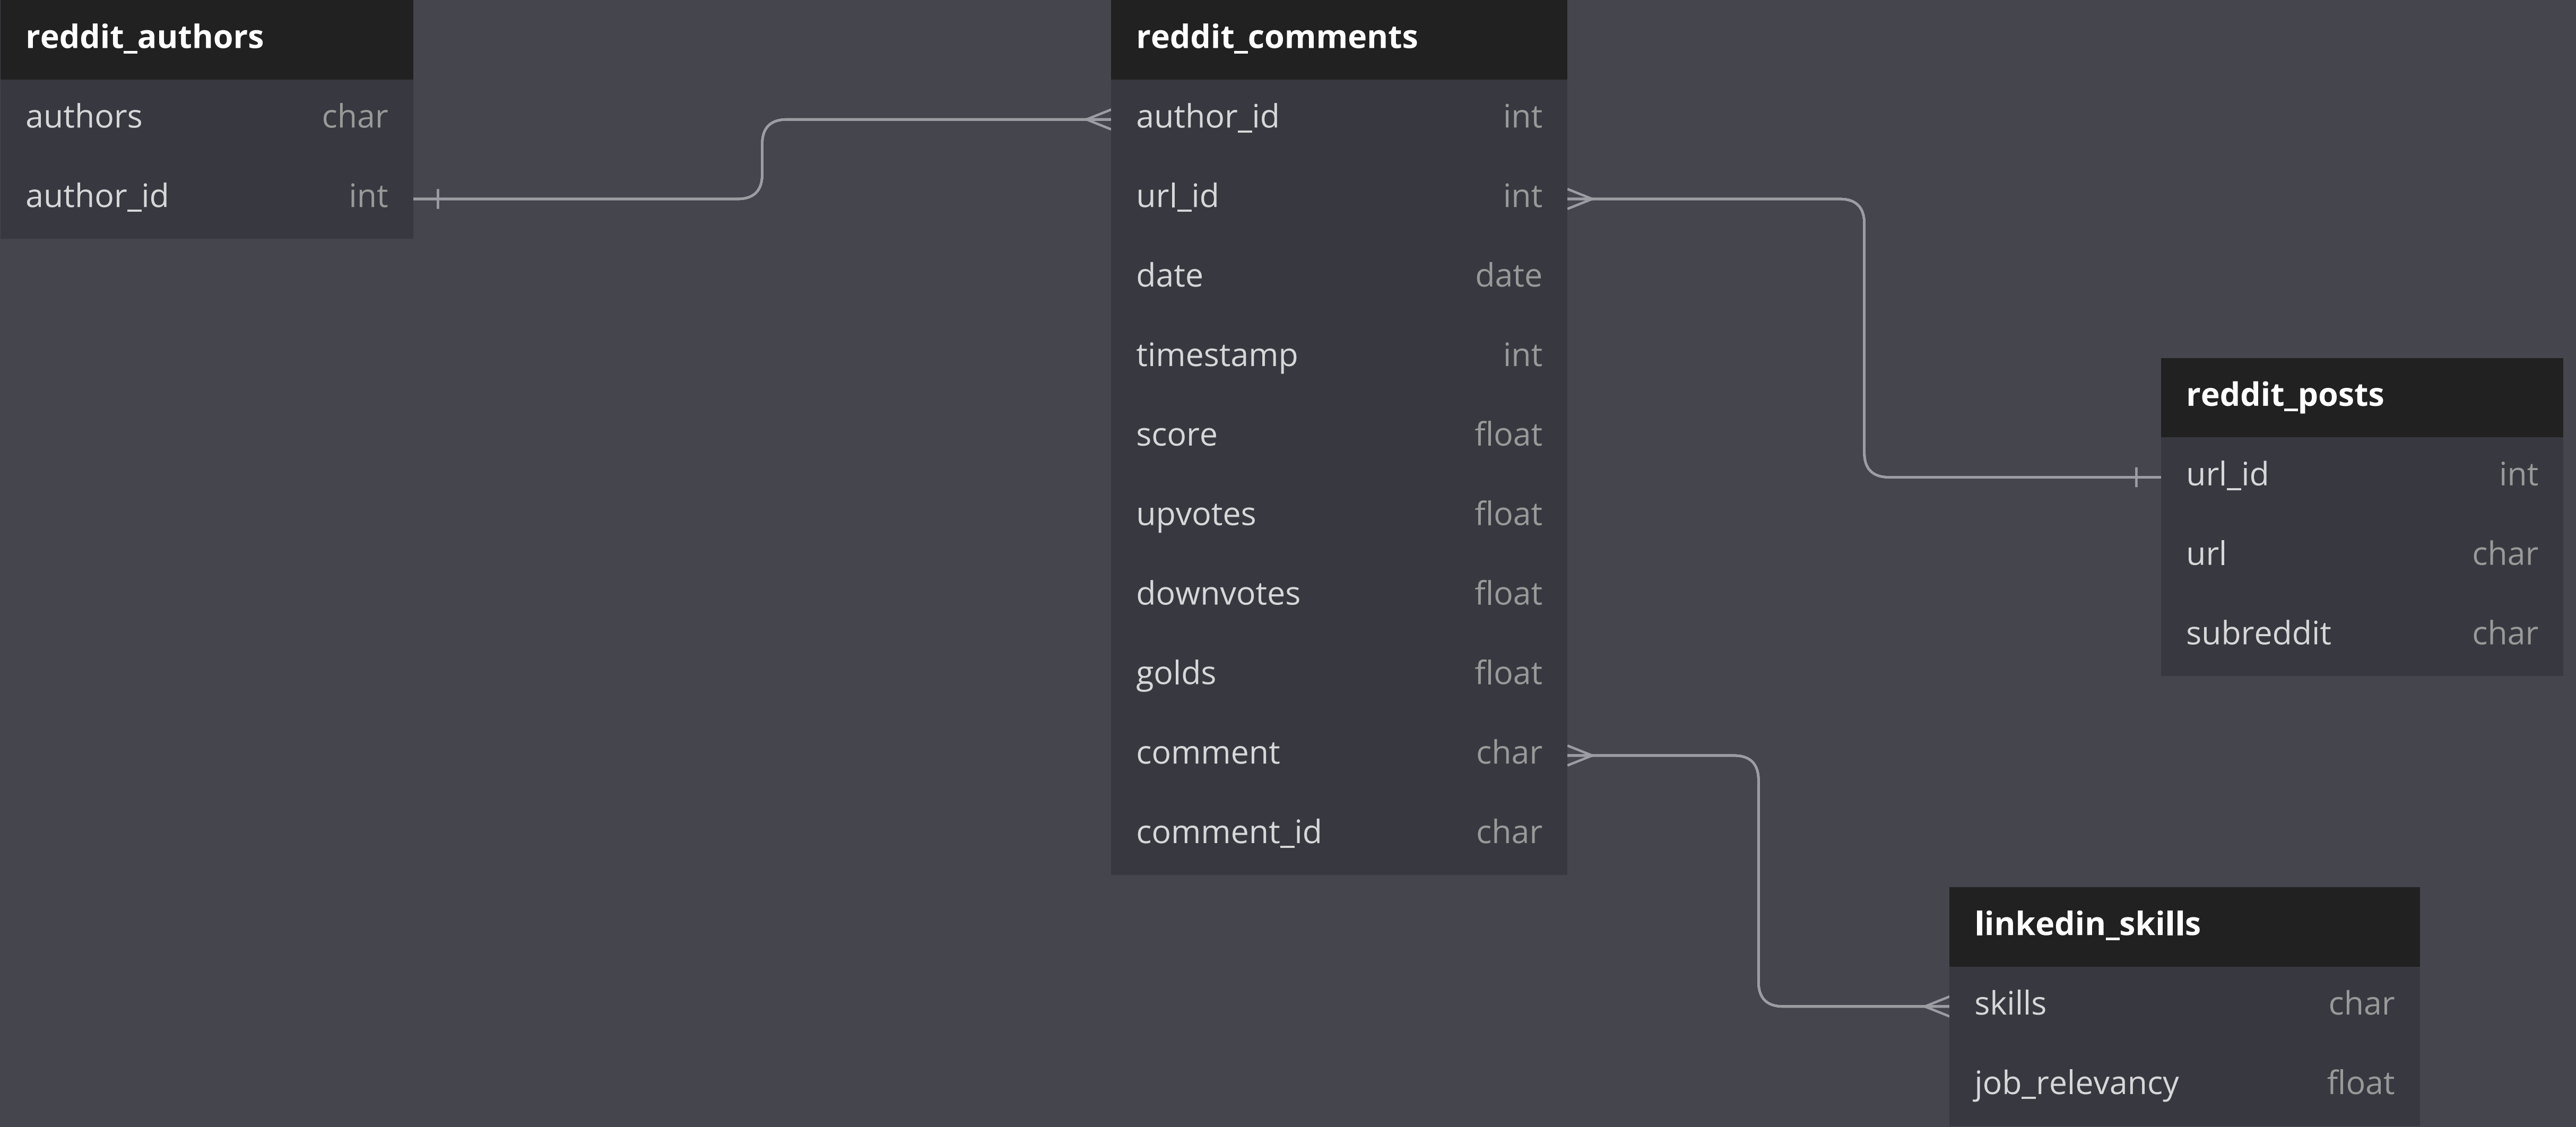 reddit_authors
authors char
author_id int
reddit_comments
author_id int
url_id int
date date
timestamp int
score float
upvotes float
downvotes float
golds float
comment char
comment_id char
reddit_posts
url_id int
url char
subreddit char
linkedin_skills
skills char
job_relevancy float